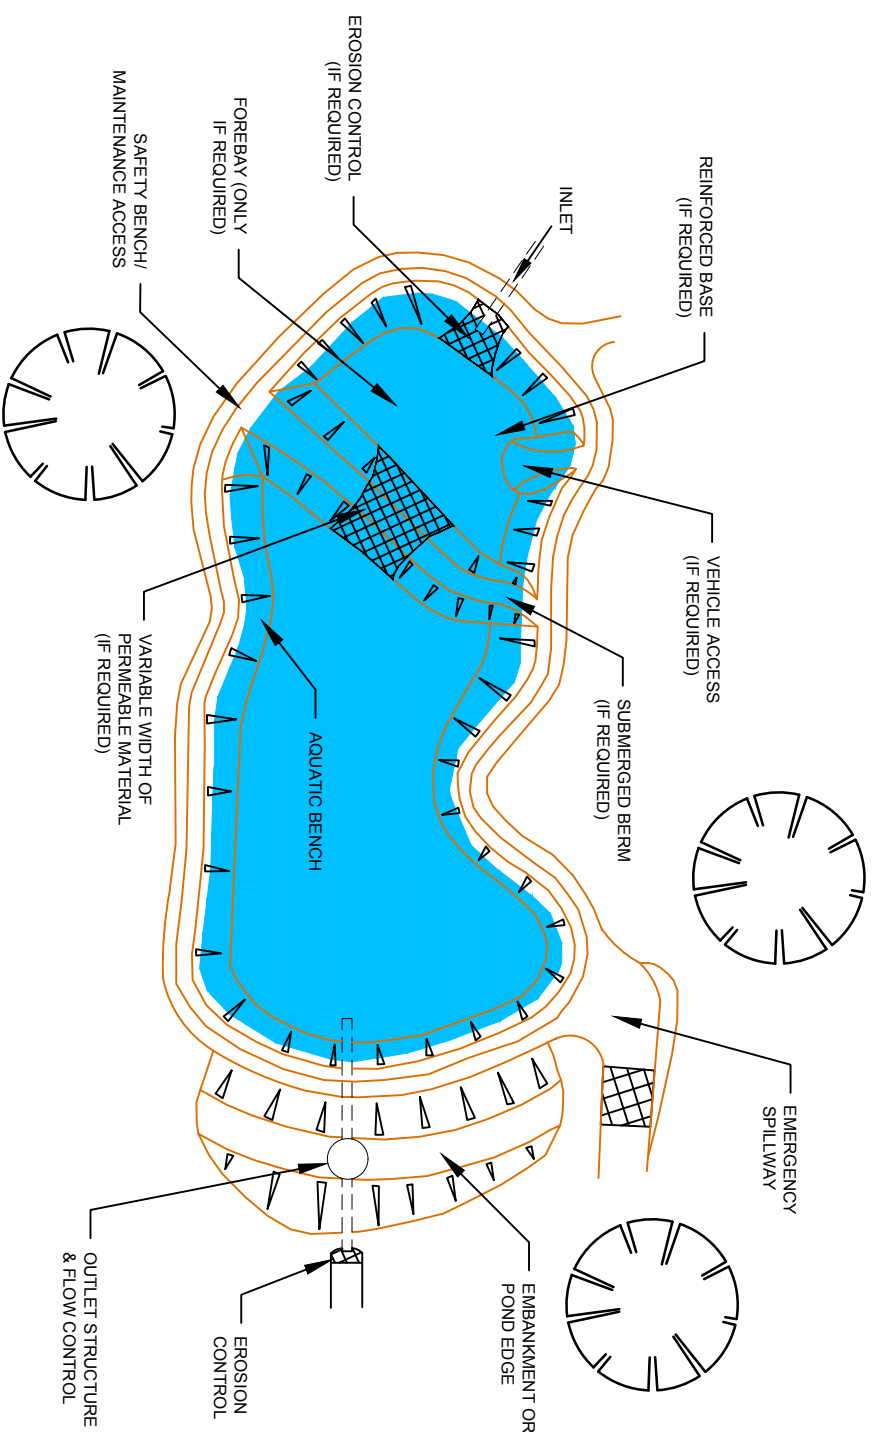 EROSION CONTROL
(IF REQUIRED)
FOREBAY (ONLY
IF REQUIRED)
SAFETY BENCH/
MAINTENANCE ACCESS
INLET
REINFORCED BASE
(IF REQUIRED)
VEHICLE ACCESS
(IF REQUIRED)
SUBMERGED BERM
(IF REQUIRED)
VARIABLE WIDTH OF
PERMEABLE MATERIAL
(IF REQUIRED)
AQUATIC BENCH
EMERGENCY
SPILLWAY
EMBANKMENT OR
POND EDGE
EROSION
CONTROL
OUTLET STRUCTURE
& FLOW CONTROL